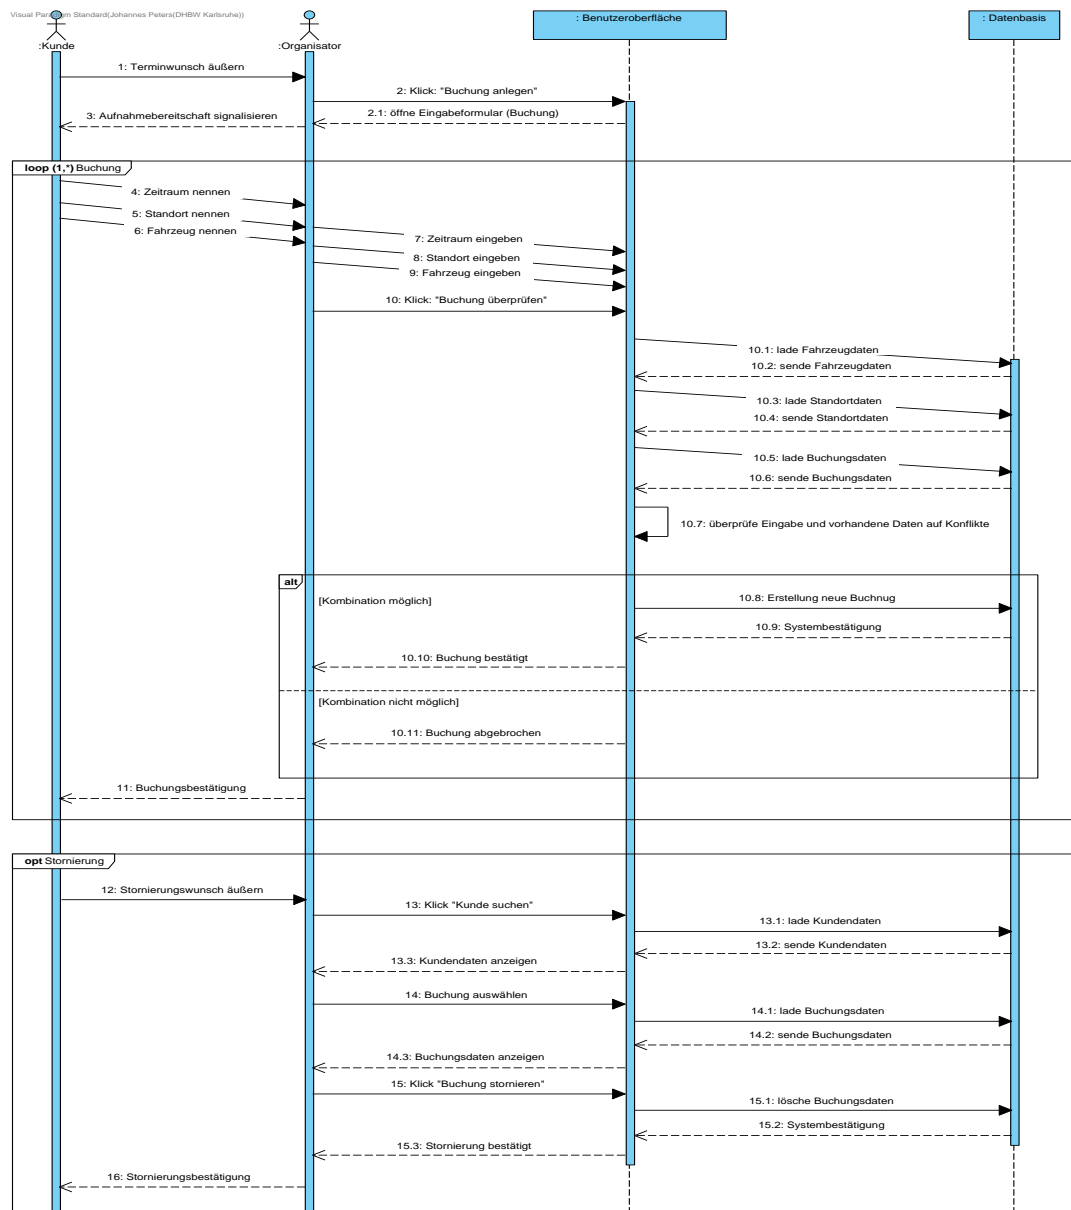 Visual Paradigm Standard(Johannes Peters(DHBW Karlsruhe))
:Kunde
:Organisator
: Benutzeroberfläche
: Datenbasis
1: Terminwunsch äußern
2: Klick: "Buchung anlegen"
2.1: öffne Eingabeformular (Buchung)
3: Aufnahmebereitschaft signalisieren
loop (1,*) Buchung
4: Zeitraum nennen
5: Standort nennen
6: Fahrzeug nennen
7: Zeitraum eingeben
8: Standort eingeben
9: Fahrzeug eingeben
10: Klick: "Buchung überprüfen"
10.1: lade Fahrzeugdaten
10.2: sende Fahrzeugdaten
10.3: lade Standortdaten
10.4: sende Standortdaten
10.5: lade Buchungsdaten
10.6: sende Buchungsdaten
10.7: überprüfe Eingabe und vorhandene Daten auf Konflikte
alt
[Kombination möglich]
10.8: Erstellung neue Buchnug
10.9: Systembestätigung
10.10: Buchung bestätigt
[Kombination nicht möglich]
10.11: Buchung abgebrochen
11: Buchungsbestätigung
opt Stornierung
12: Stornierungswunsch äußern
13: Klick "Kunde suchen"
13.1: lade Kundendaten
13.2: sende Kundendaten
13.3: Kundendaten anzeigen
14: Buchung auswählen
14.1: lade Buchungsdaten
14.2: sende Buchungsdaten
14.3: Buchungsdaten anzeigen
15: Klick "Buchung stornieren"
15.1: lösche Buchungsdaten
15.2: Systembestätigung
15.3: Stornierung bestätigt
16: Stornierungsbestätigung